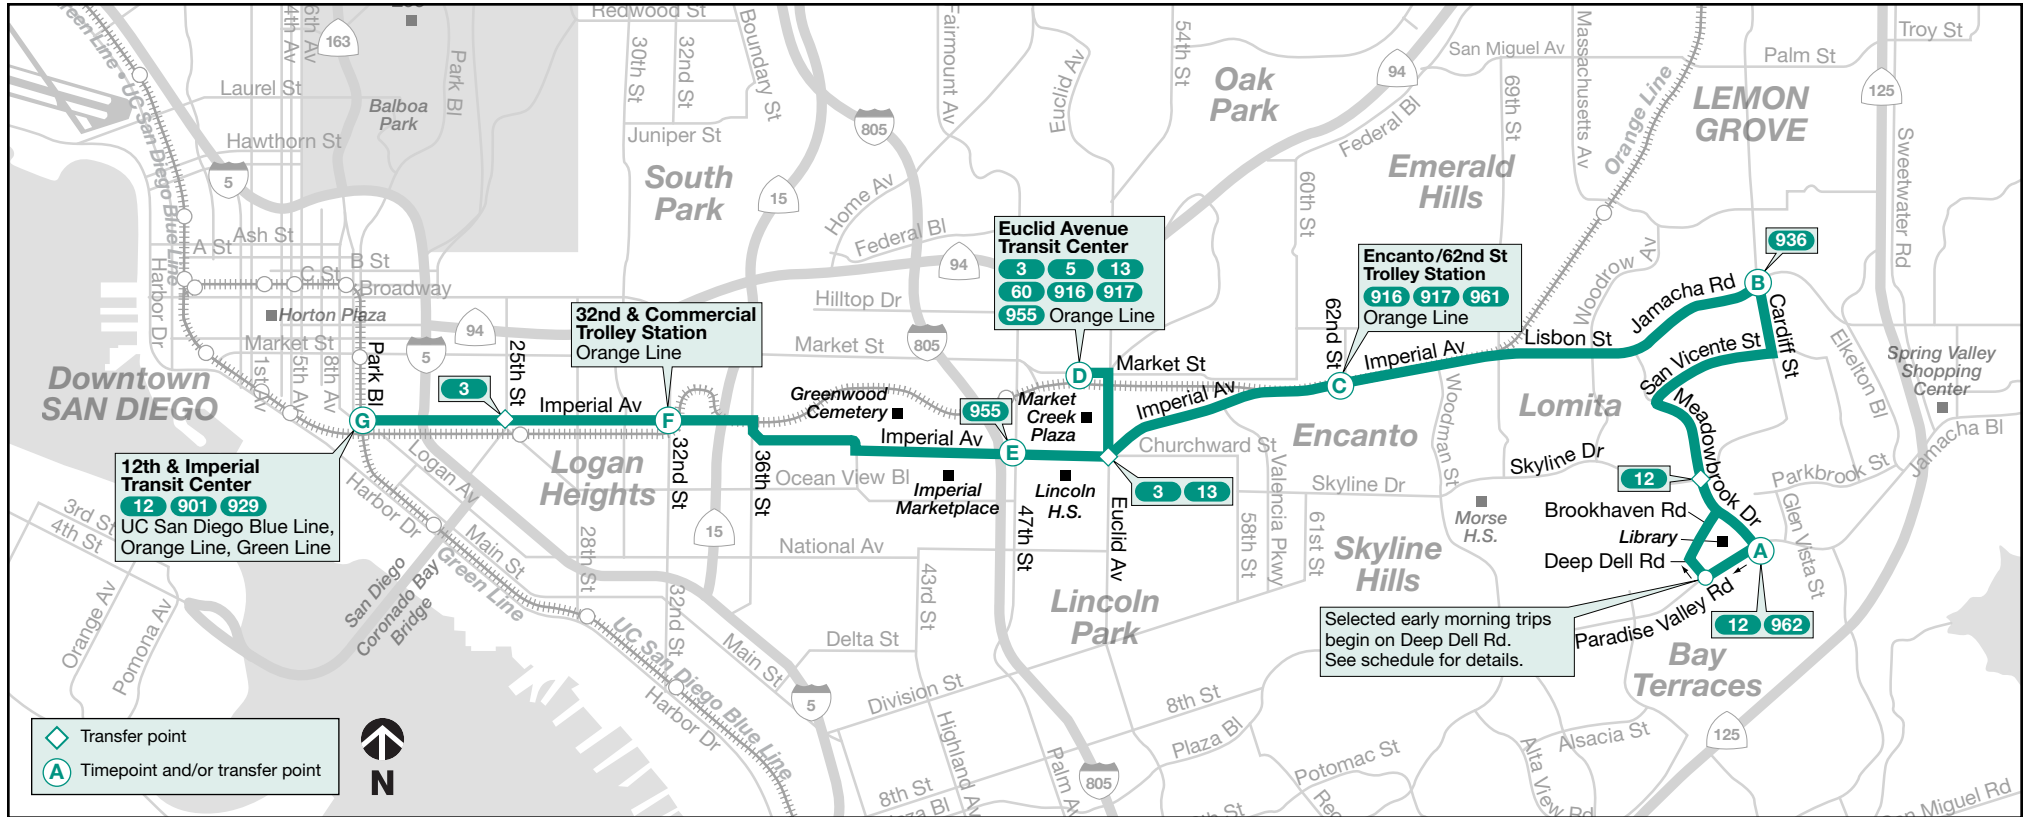 Green Line • UC San Diego Blue Line
4th Av
6th Av
163
Park Bl
Redwood St
30th St
32nd St
Boundary St
Fairmount Av
Euclid Av
54th St
Oak
Park
94
San Miguel Av
Massachusetts Av
69th St
Orange Line
Palm St
Troy St
125
LEMON
GROVE
Sweetwater Rd
Laurel St
Balboa
Park
Hawthorn St
5
Juniper St
South
Park
15
805
Home Av
Federal Bl
Federal Bl
94
60th St
Emerald
Hills
Woodrow Av
A St
Ash St
B St
C St
Broadway
Harbor Dr
Horton Plaza
Market St
1st Av
5th Av
8th Av
Park Bl
94
5
25th St
Downtown
SAN DIEGO
3
Imperial Av
32nd & Commercial
Trolley Station
Orange Line
Hilltop Dr
805
Market St
Euclid Avenue
Transit Center
3 5 13
60 916 917
955 Orange Line
D
Market St
Encanto/62nd St
Trolley Station
916 917 961
Orange Line
62nd St
C
Imperial Av
Imperial Av
Lisbon St
Jamacha Rd
936
B
Cardiff St
San Vicente St
Meadowbrook Dr
Elkelton Bl
Spring Valley
Shopping
Center
Jamacha Bl
Greenwood
Cemetery
955
Market
Creek
Plaza
G
F
E
Imperial Av
Ocean View Bl
Churchward St
Encanto
Lomita
Woodman St
Skyline Dr
Skyline Dr
Valencia Pkwy
12th & Imperial
Transit Center
12 901 929
UC San Diego Blue Line,
Orange Line, Green Line
Logan Av
Harbor Dr
Logan
Heights
32nd St
36th St
Imperial
Marketplace
Lincoln
H.S.
3 13
12
Parkbrook St
Glen Vista St
Morse
H.S.
Brookhaven Rd
Library
Deep Dell Rd
A
3rd St
4th St
Main St
Green Line
28th St
15
National Av
47th St
Euclid Av
58th St
61st St
Skyline
Hills
Orange Av
Pomona Av
San Diego
Coronado Bay
Bridge
UC San Diego Blue Line
32nd St
Main St
Harbor Dr
Delta St
43rd St
Lincoln
Park
Selected early morning trips
begin on Deep Dell Rd.
See schedule for details.
Paradise Valley Rd
12 962
Bay
Terraces
5
Division St
Highland Av
8th St
8th St
Palm Av
805
Plaza Bl
Potomac St
Alta View Rd
Alsacia St
125
Transfer point
A
Timepoint and/or transfer point
N